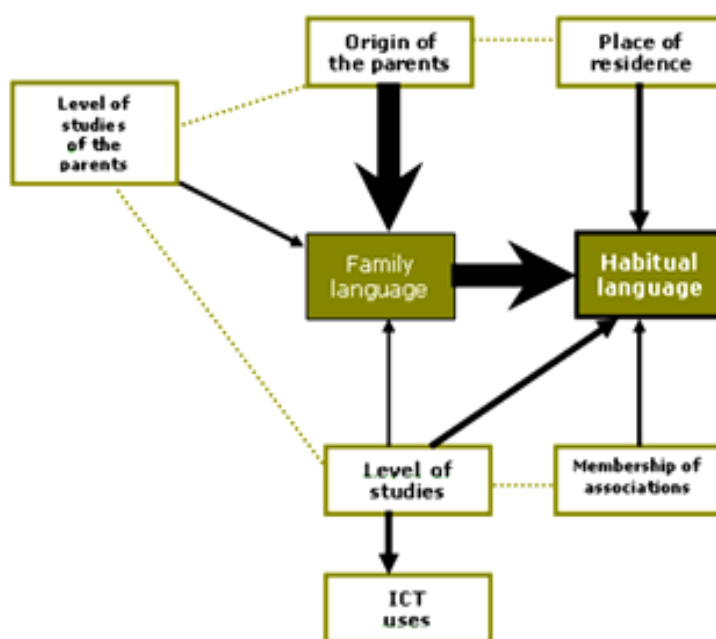 Origin of
the parents
Place of
residence
Level of
studies
of the
parents
Family
language
Habitual
language
Level of
studies
Membership of
associations
ICT
uses